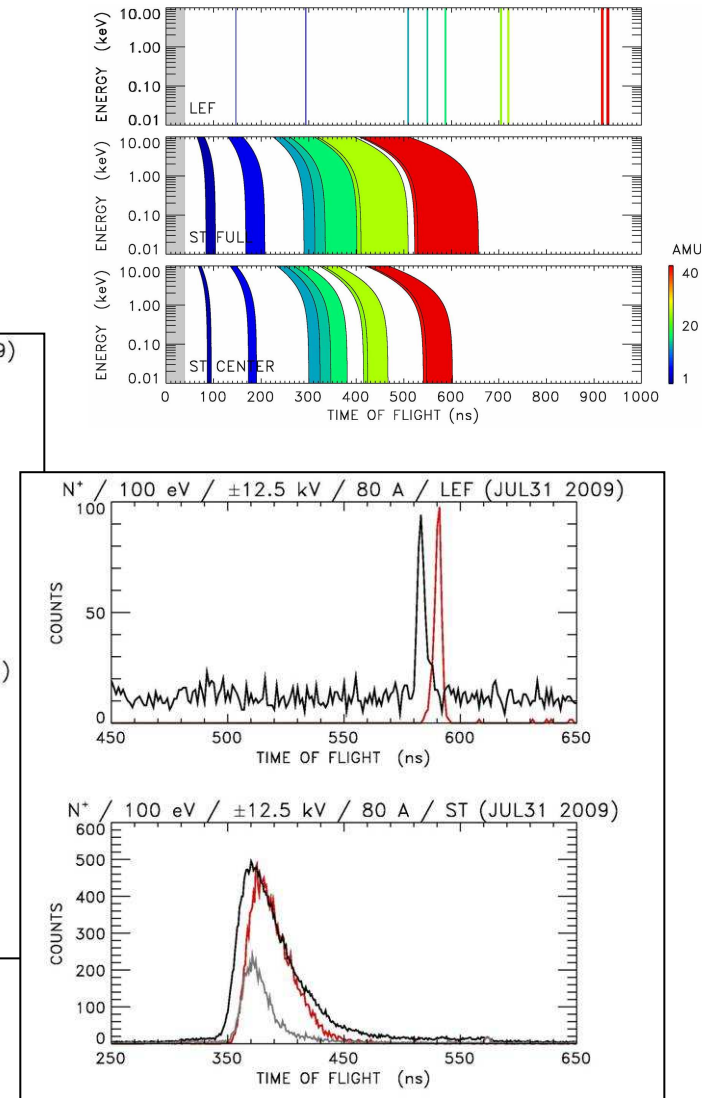 ENERGY (keV)
10.00
1.00
0.10
0.01
LEF
ENERGY (keV)
10.00
1.00
0.10
0.01
ST FULL
ENERGY (keV)
10.00
1.00
0.10
0.01
ST CENTER
0 100 200 300 400 500 600 700 800 900 1000
TIME OF FLIGHT (ns)
AMU
40
30
20
1
9)
)
N⁺ / 100 eV / ±12.5 kV / 80 A / LEF (JUL31 2009)
COUNTS
100
50
0
450 500 550 600 650
TIME OF FLIGHT (ns)
N⁺ / 100 eV / ±12.5 kV / 80 A / ST (JUL31 2009)
COUNTS
600
500
400
300
200
100
0
250 350 450 550 650
TIME OF FLIGHT (ns)